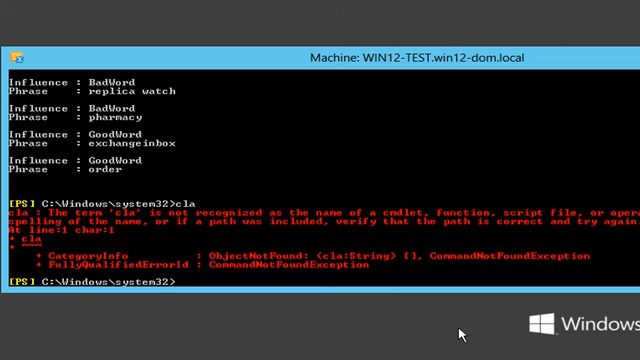 Machine: WIN12-TEST.win12-dom.local
Influence : BadWord
Phrase : replica watch
Influence : BadWord
Phrase : pharmacy
Influence : GoodWord
Phrase : exchangeinbox
Influence : GoodWord
Phrase : order
[PS] C:\Windows\system32>cla
cla : The term 'cla' is not recognized as the name of a cmdlet, function, script file, or oper
spelling of the name, or if a path was included, verify that the path is correct and try again.
At line:1 char:1
+ cla
+ ~~~
+ CategoryInfo : ObjectNotFound: (cla:String) [], CommandNotFoundException
+ FullyQualifiedErrorId : CommandNotFoundException
[PS] C:\Windows\system32>
Windows